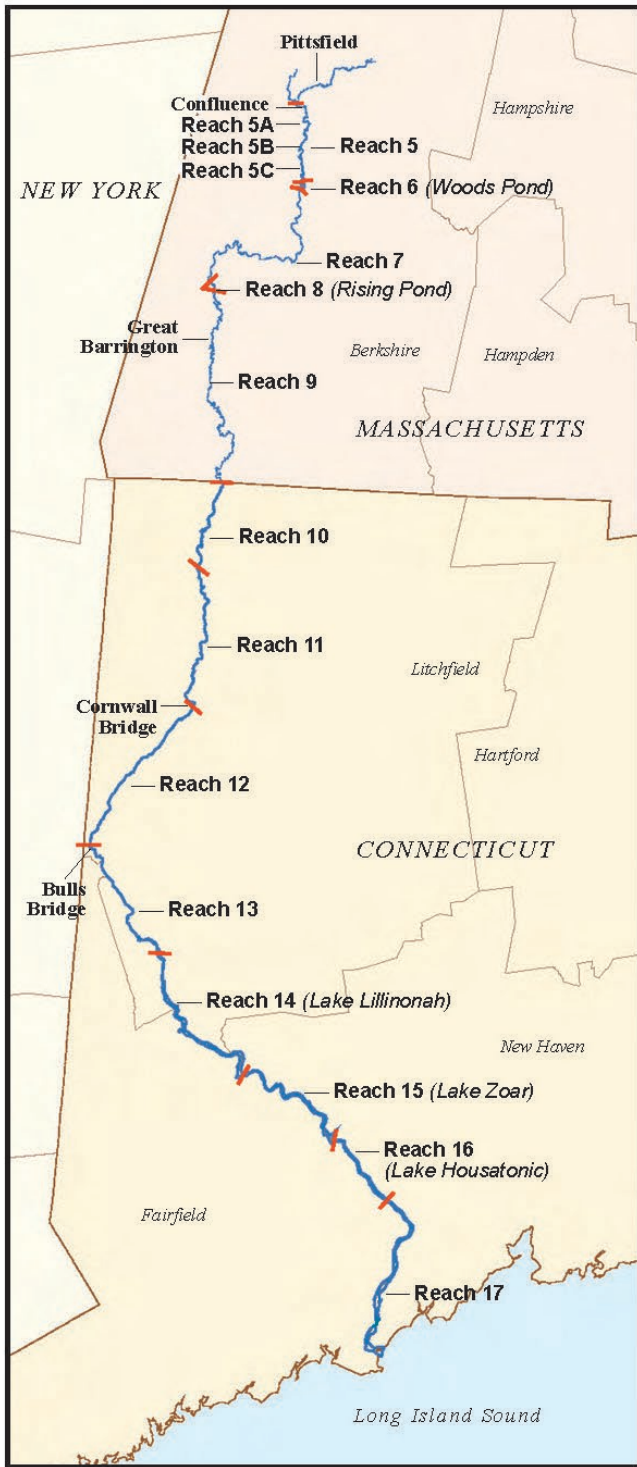 Pittsfield
Confluence
Hampshire
Reach 5A
Reach 5B
Reach 5
Reach 5C
NEW YORK
Reach 6 (Woods Pond)
Reach 7
Reach 8 (Rising Pond)
Great
Barrington
Berkshire
Hampden
Reach 9
MASSACHUSETTS
Reach 10
Reach 11
Litchfield
Cornwall
Bridge
Hartford
Reach 12
CONNECTICUT
Bulls
Bridge
Reach 13
Reach 14 (Lake Lillinonah)
New Haven
Reach 15 (Lake Zoar)
Reach 16
(Lake Housatonic)
Fairfield
Reach 17
Long Island Sound